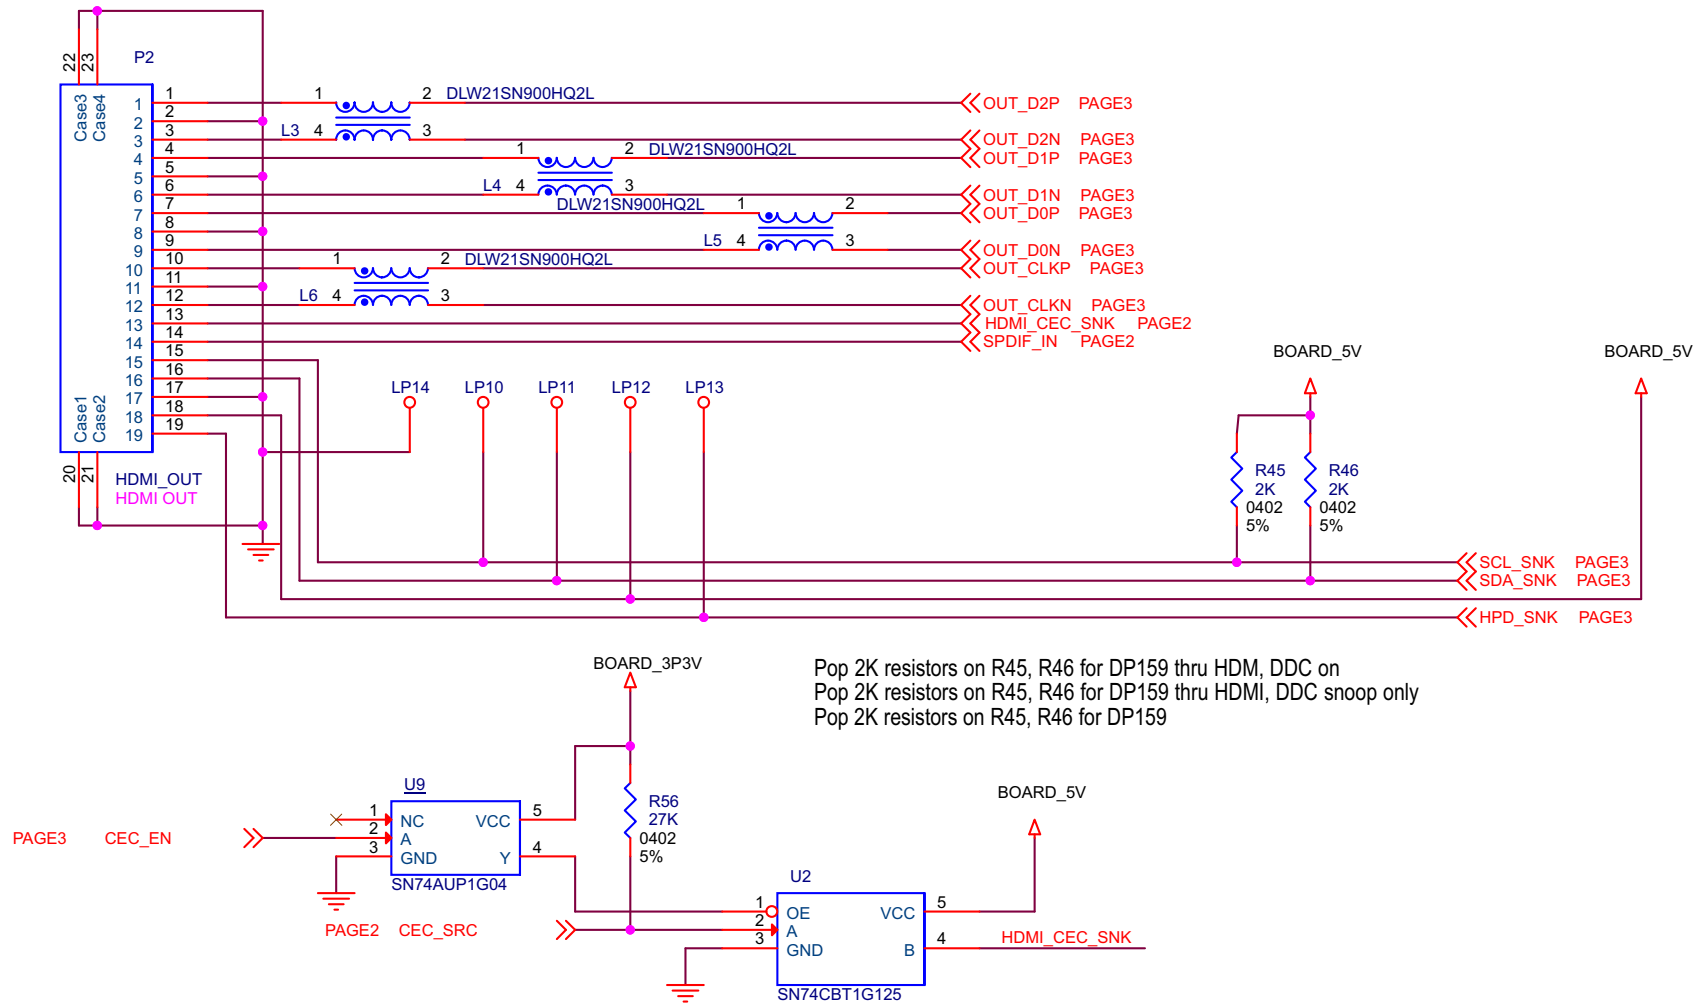 22
23
P2
Case3
Case4
1 1
2 2
3 3
4 4
5 5
6 6
7 7
8 8
9 9
10 10
11 11
12 12
13 13
14 14
15 15
16 16
17 17
18 18
19 19
Case1
Case2
20
21
HDMI_OUT
HDMI OUT
1 2 DLW21SN900HQ2L
L3 4 3
1 2 DLW21SN900HQ2L
L4 4 3
DLW21SN900HQ2L 1 2
L5 4 3
1 2 DLW21SN900HQ2L
L6 4 3
OUT_D2P PAGE3
OUT_D2N PAGE3
OUT_D1P PAGE3
OUT_D1N PAGE3
OUT_D0P PAGE3
OUT_D0N PAGE3
OUT_CLKP PAGE3
OUT_CLKN PAGE3
HDMI_CEC_SNK PAGE2
SPDIF_IN PAGE2
LP14 LP10 LP11 LP12 LP13
BOARD_5V BOARD_5V
R45
2K
0402
5%
R46
2K
0402
5%
SCL_SNK PAGE3
SDA_SNK PAGE3
HPD_SNK PAGE3
BOARD_3P3V
Pop 2K resistors on R45, R46 for DP159 thru HDM, DDC on
Pop 2K resistors on R45, R46 for DP159 thru HDMI, DDC snoop only
Pop 2K resistors on R45, R46 for DP159
U9
1 NC VCC 5
2 A
3 GND Y 4
SN74AUP1G04
PAGE3 CEC_EN
R56
27K
0402
5%
BOARD_5V
U2
PAGE2 CEC_SRC
1 OE VCC 5
2 A
3 GND B 4
HDMI_CEC_SNK
SN74CBT1G125